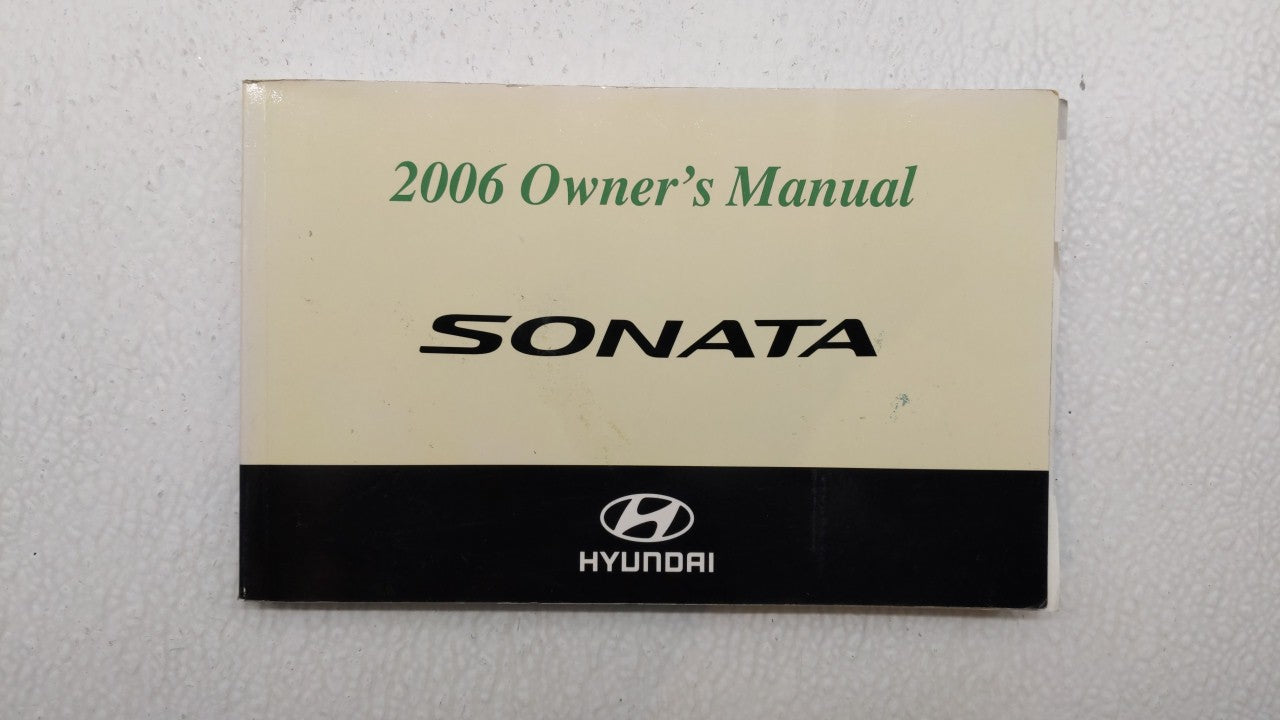 2006 Owner's Manual
SONATA
HYUNDAI